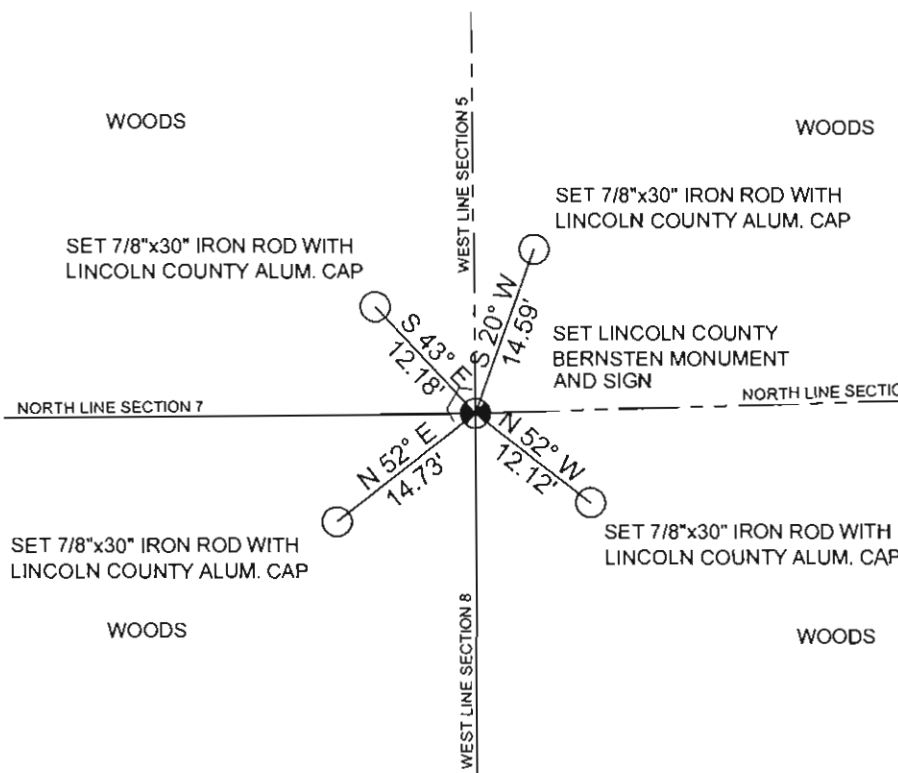 WOODS
WEST LINE SECTION 5
WOODS
SET 7/8"x30" IRON ROD WITH
LINCOLN COUNTY ALUM. CAP
SET 7/8"x30" IRON ROD WITH
LINCOLN COUNTY ALUM. CAP
S 43° E
12.18'
S 20° W
14.59'
SET LINCOLN COUNTY
BERNSTEN MONUMENT
AND SIGN
NORTH LINE SECTION 7
NORTH LINE SECTIO
N 52° E
14.73'
N 52° W
12.12'
SET 7/8"x30" IRON ROD WITH
LINCOLN COUNTY ALUM. CAP
SET 7/8"x30" IRON ROD WITH
LINCOLN COUNTY ALUM. CAP
WOODS
WEST LINE SECTION 8
WOODS